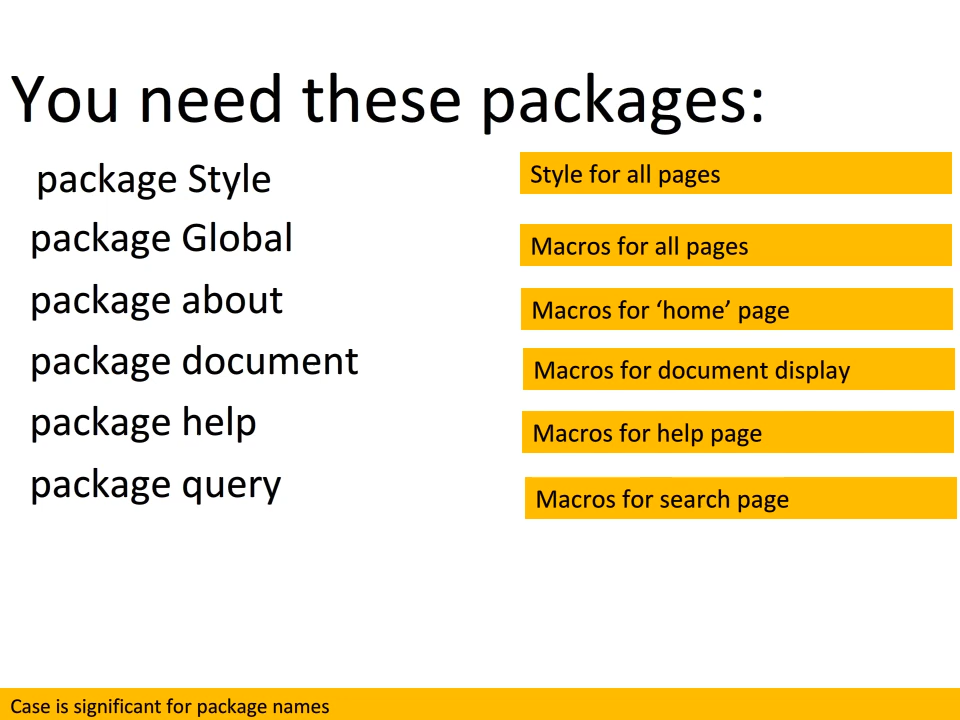 You need these packages:
package Style
Style for all pages
package Global
Macros for all pages
package about
Macros for ‘home’ page
package document
Macros for document display
package help
Macros for help page
package query
Macros for search page
Case is significant for package names